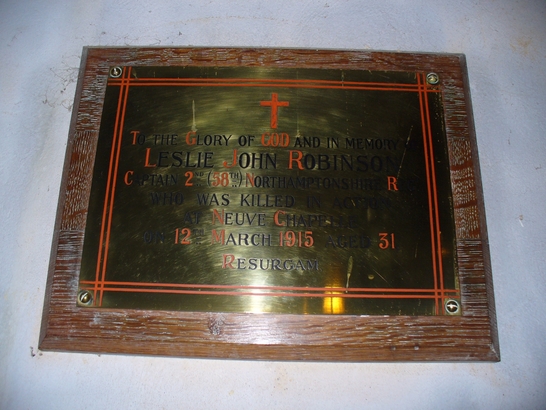 To the Glory of GOD and in memory
Leslie John Robinson
Captain 2nd (58th) Northamptonshire R
who was killed in action
at Neuve Chapelle
on 12th March 1915 aged 31
Resurgam